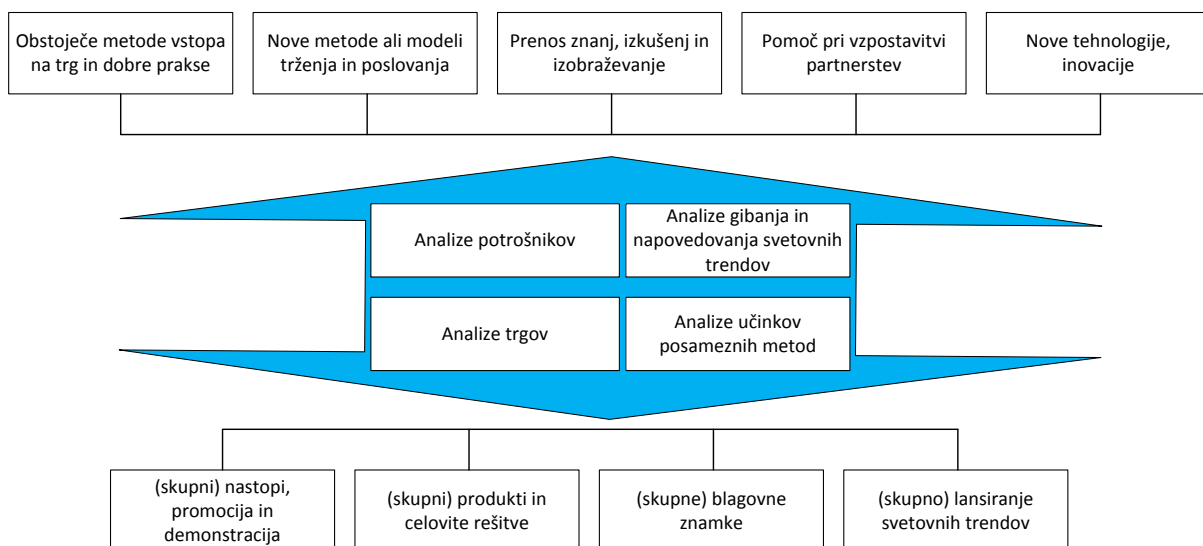 Obstoječe metode vstopa
na trg in dobre prakse
Nove metode ali modeli
trženja in poslovanja
Prenos znanj, izkušenj in
izobraževanje
Pomoč pri vzpostavitvi
partnerstev
Nove tehnologije,
inovacije
Analize potrošnikov
Analize gibanja in
napovedovanja svetovnih
trendov
Analize trgov
Analize učinkov
posameznih metod
(skupni) nastopi,
promocija in
demonstracija
(skupni) produkti in
celovite rešitve
(skupne) blagovne
znamke
(skupno) lansiranje
svetovnih trendov